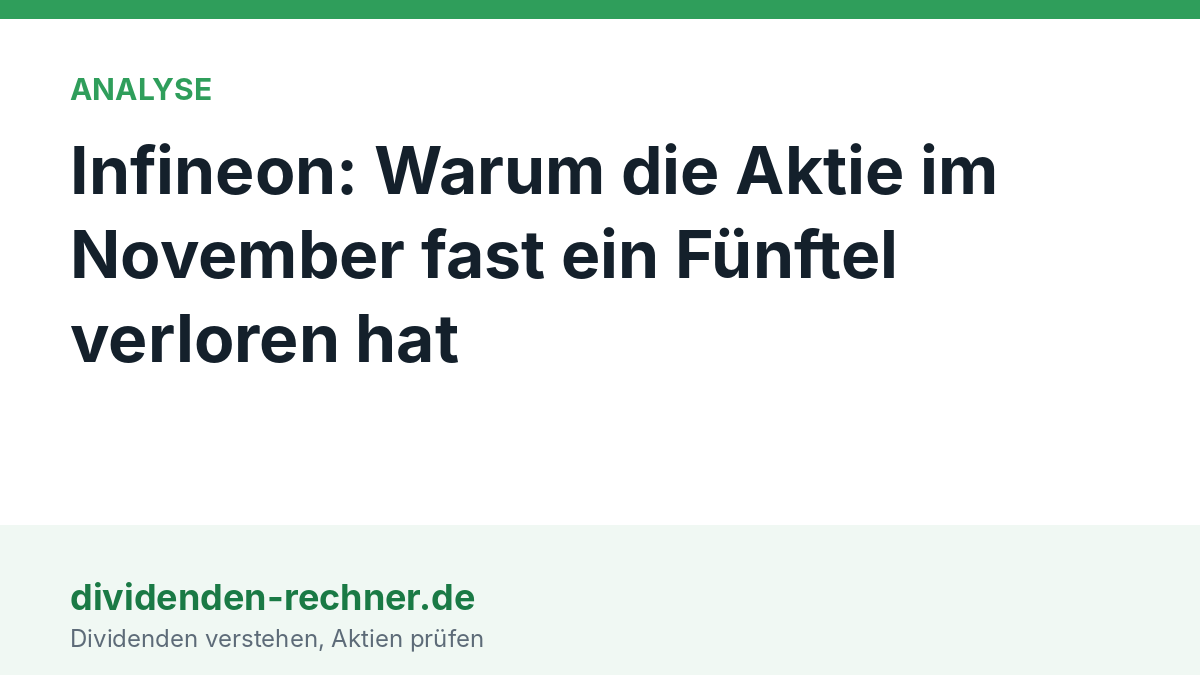 ANALYSE
Infineon: Warum die Aktie im
November fast ein Fünftel
verloren hat
dividenden-rechner.de
Dividenden verstehen, Aktien prüfen